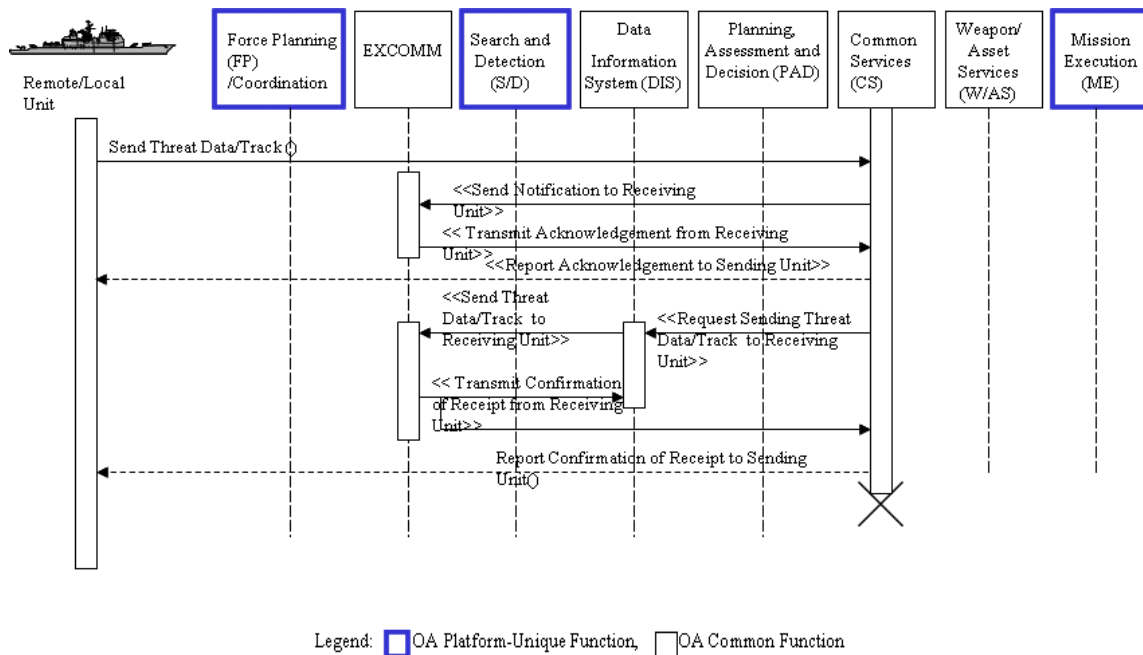 Remote/Local
Unit
Force Planning
(FP)
/Coordination
EXCOMM
Search and
Detection
(S/D)
Data
Information
System (DIS)
Planning,
Assessment and
Decision (PAD)
Common
Services
(CS)
Weapon/
Asset
Services
(W/AS)
Mission
Execution
(ME)
Send Threat Data/Track ()
<<Send Notification to Receiving
Unit>>
<< Transmit Acknowledgement from Receiving
Unit>>
<<Report Acknowledgement to Sending Unit>>
<<Send Threat
Data/Track to
Receiving Unit>>
<<Request Sending Threat
Data/Track to Receiving
Unit>>
<< Transmit Confirmation
of Receipt from Receiving
Unit>>
Report Confirmation of Receipt to Sending
Unit()
Legend: OA Platform-Unique Function, OA Common Function